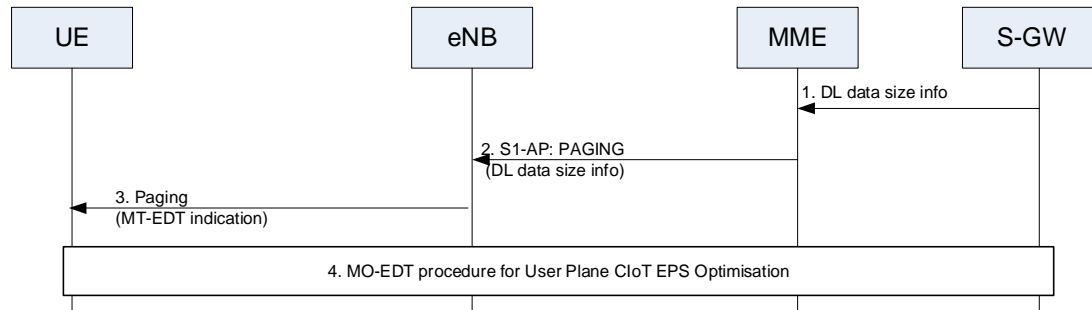 UE
eNB
MME
S-GW
1. DL data size info
2. S1-AP: PAGING
(DL data size info)
3. Paging
(MT-EDT indication)
4. MO-EDT procedure for User Plane CIoT EPS Optimisation